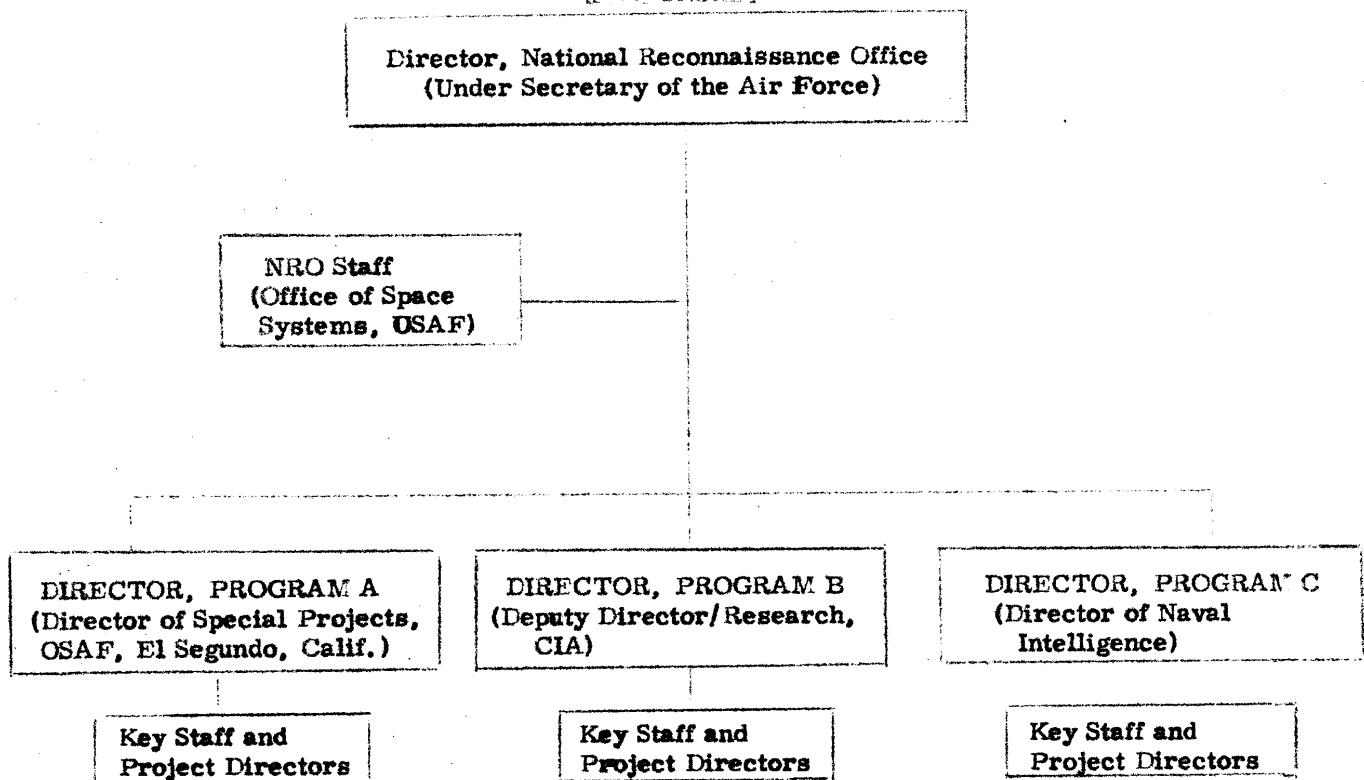 Director, National Reconnaissance Office
(Under Secretary of the Air Force)
NRO Staff
(Office of Space
Systems, OSAF)
DIRECTOR, PROGRAM A
(Director of Special Projects,
OSAF, El Segundo, Calif.)
DIRECTOR, PROGRAM B
(Deputy Director/Research,
CIA)
DIRECTOR, PROGRAM C
(Director of Naval
Intelligence)
Key Staff and
Project Directors
Key Staff and
Project Directors
Key Staff and
Project Directors